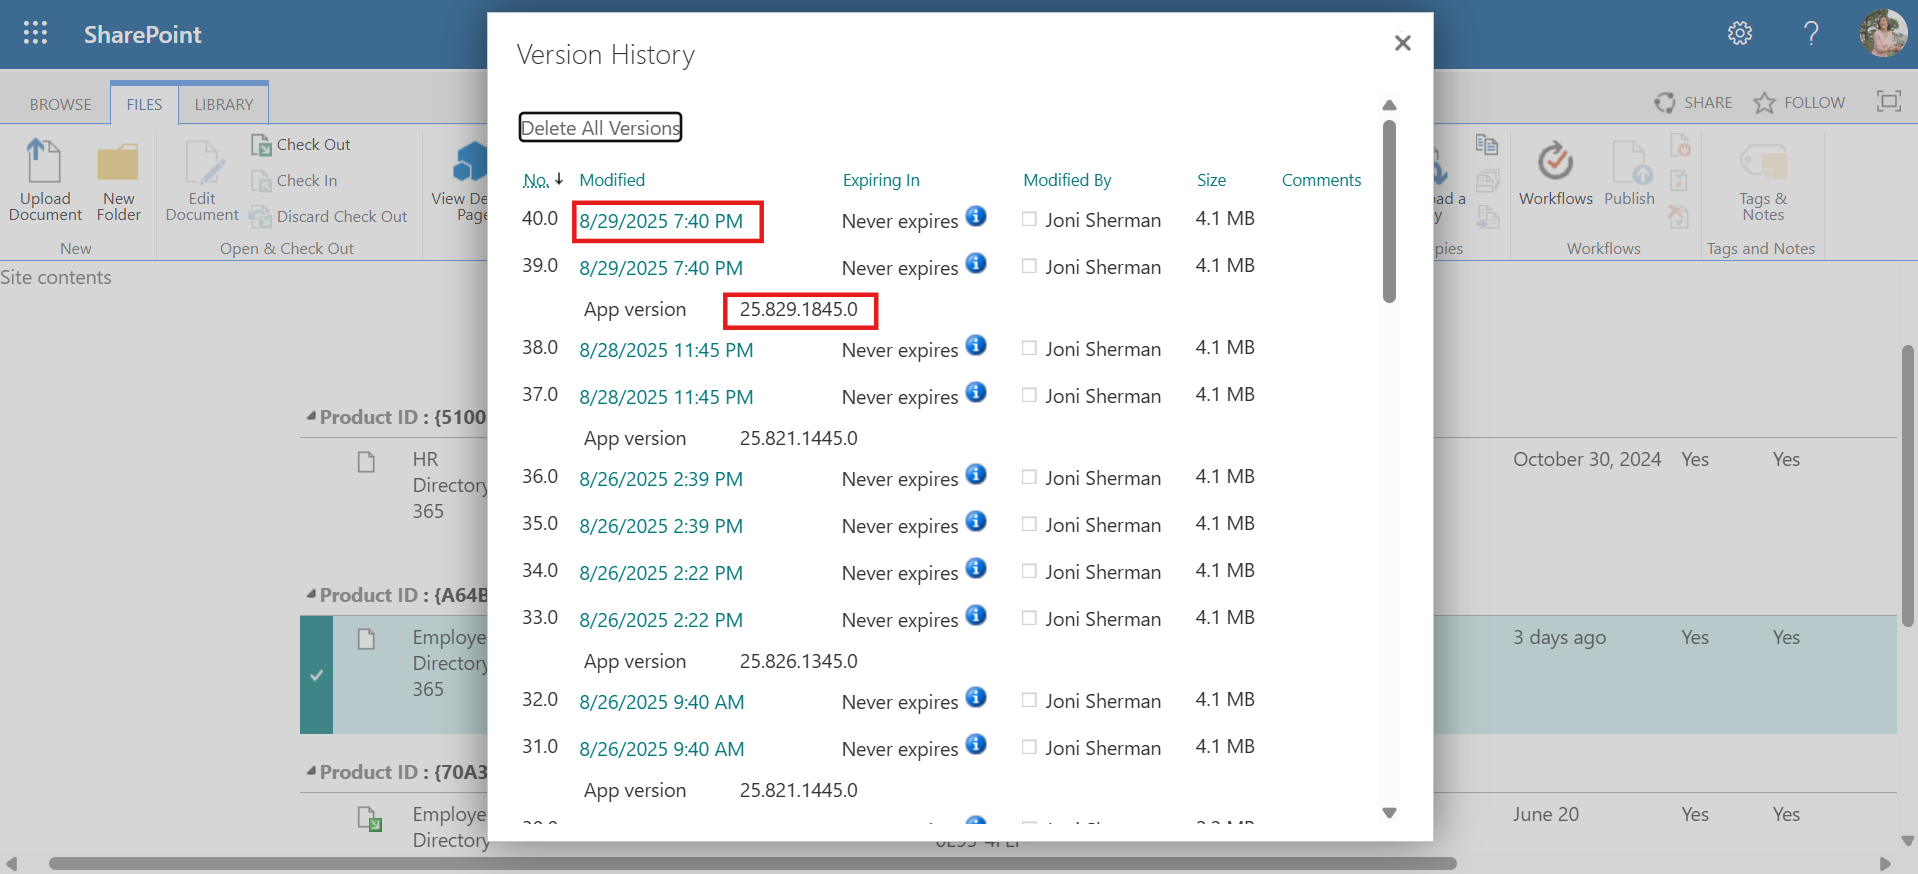 SharePoint
Version History
BROWSE FILES LIBRARY
SHARE FOLLOW
Delete All Versions
Upload Document
New Folder
New
Edit Document
Check Out
Check In
Discard Check Out
Open & Check Out
View
Workflows
Publish
Workflows
Tags & Notes
Tags and Notes
Site contents
No. Modified Expiring In Modified By Size Comments
40.0 8/29/2025 7:40 PM Never expires Joni Sherman 4.1 MB
39.0 8/29/2025 7:40 PM Never expires Joni Sherman 4.1 MB
App version 25.829.1845.0
38.0 8/28/2025 11:45 PM Never expires Joni Sherman 4.1 MB
37.0 8/28/2025 11:45 PM Never expires Joni Sherman 4.1 MB
App version 25.821.1445.0
36.0 8/26/2025 2:39 PM Never expires Joni Sherman 4.1 MB
35.0 8/26/2025 2:39 PM Never expires Joni Sherman 4.1 MB
34.0 8/26/2025 2:22 PM Never expires Joni Sherman 4.1 MB
33.0 8/26/2025 2:22 PM Never expires Joni Sherman 4.1 MB
App version 25.826.1345.0
32.0 8/26/2025 9:40 AM Never expires Joni Sherman 4.1 MB
31.0 8/26/2025 9:40 AM Never expires Joni Sherman 4.1 MB
App version 25.821.1445.0
Product ID : {5100
HR
Directory
365
October 30, 2024 Yes Yes
Product ID : {A64B
Employe
Directory
365
3 days ago Yes Yes
Product ID : {70A3
Employe
Directory
June 20 Yes Yes